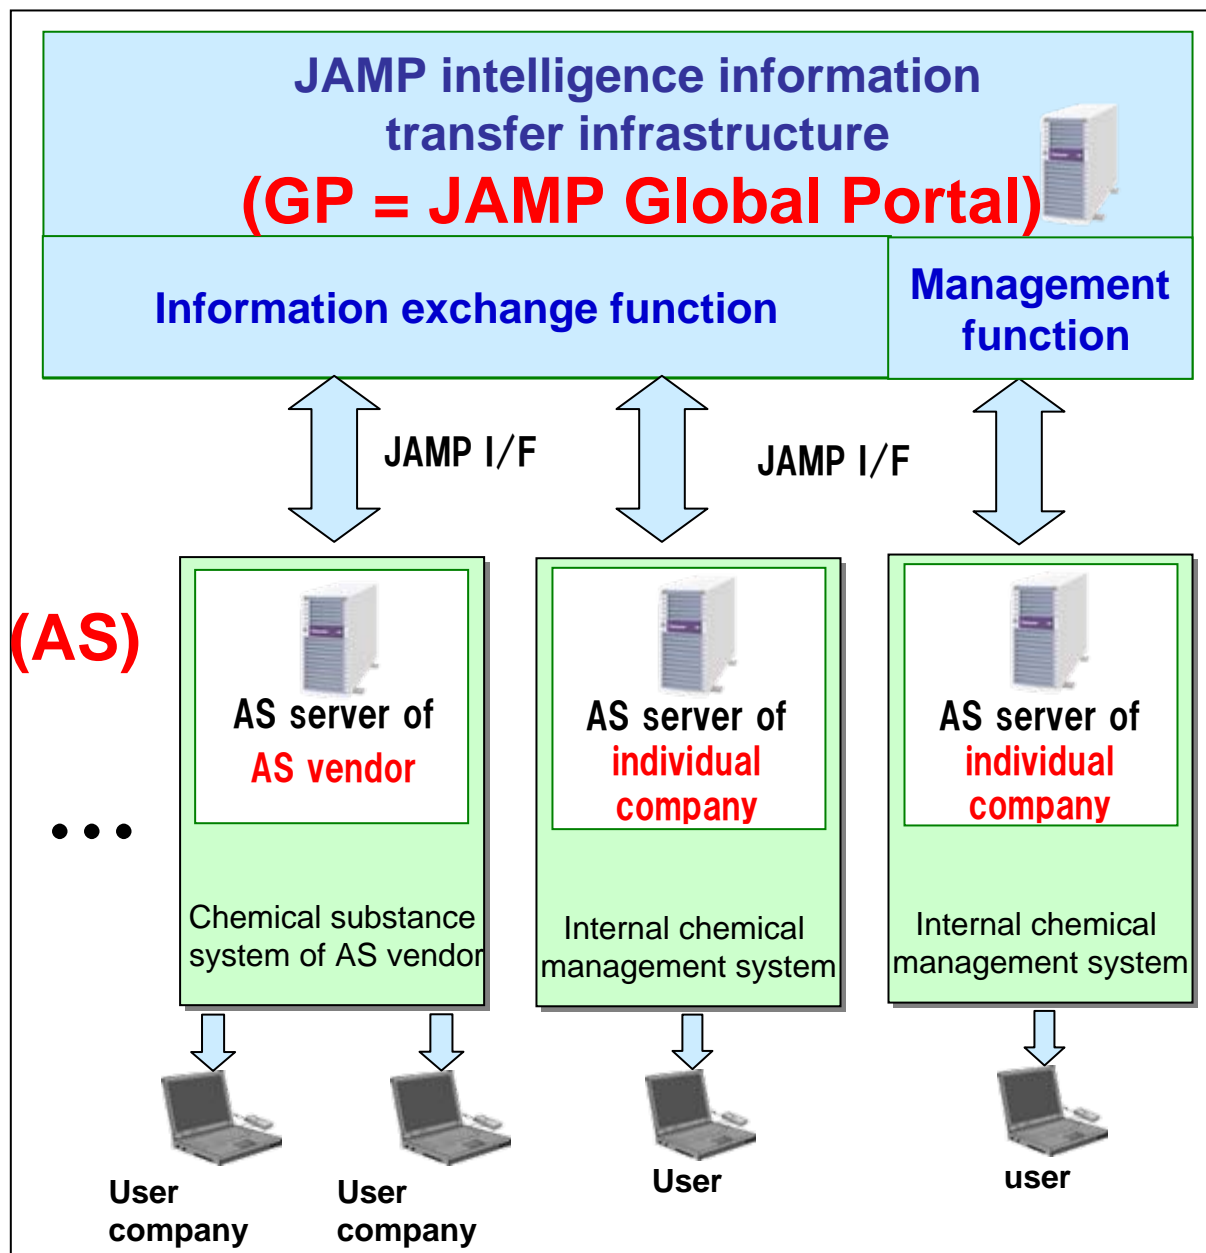 JAMP intelligence information
transfer infrastructure
(GP = JAMP Global Portal)
Information exchange function
Management
function
JAMP I/F
JAMP I/F
(AS)
AS server of
AS vendor
AS server of
individual
company
AS server of
individual
company
•••
Chemical substance
system of AS vendor
Internal chemical
management system
Internal chemical
management system
User
company
User
company
User
user